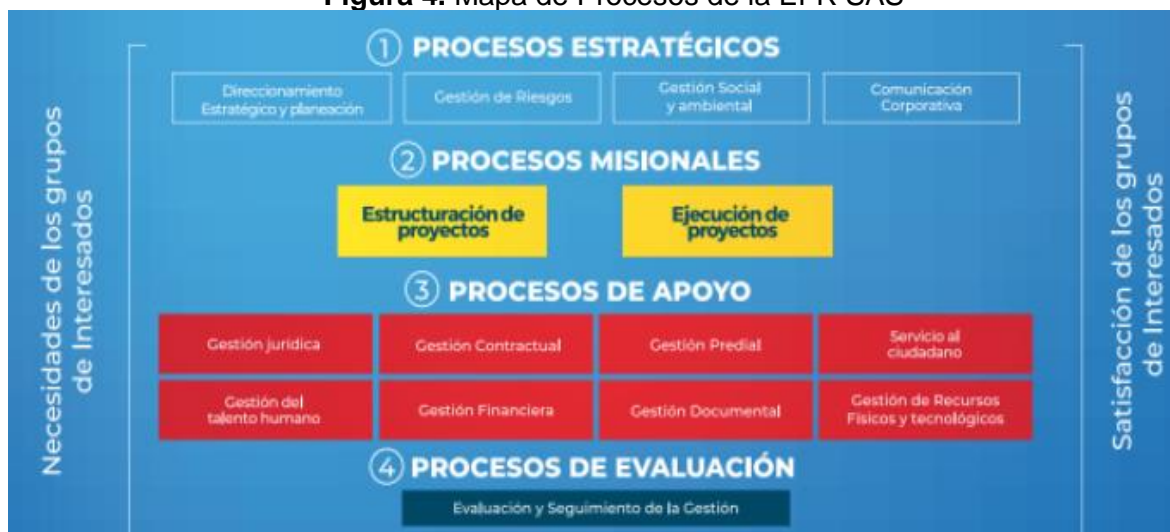 Figura 4. Mapa de Procesos de la EFR SAS
Necesidades de los grupos
de Interesados
1 PROCESOS ESTRATÉGICOS
Direccionamiento
Estratégico y planeación
Gestión de Riesgos
Gestión Social
y ambiental
Comunicación
Corporativa
2 PROCESOS MISIONALES
Estructuración de
proyectos
Ejecución de
proyectos
3 PROCESOS DE APOYO
Gestión jurídica
Gestión Contractual
Gestión Predial
Servicio al
ciudadano
Gestión del
talento humano
Gestión Financiera
Gestión Documental
Gestión de Recursos
Físicos y tecnológicos
4 PROCESOS DE EVALUACIÓN
Evaluación y Seguimiento de la Gestión
Satisfacción de los grupos
de Interesados